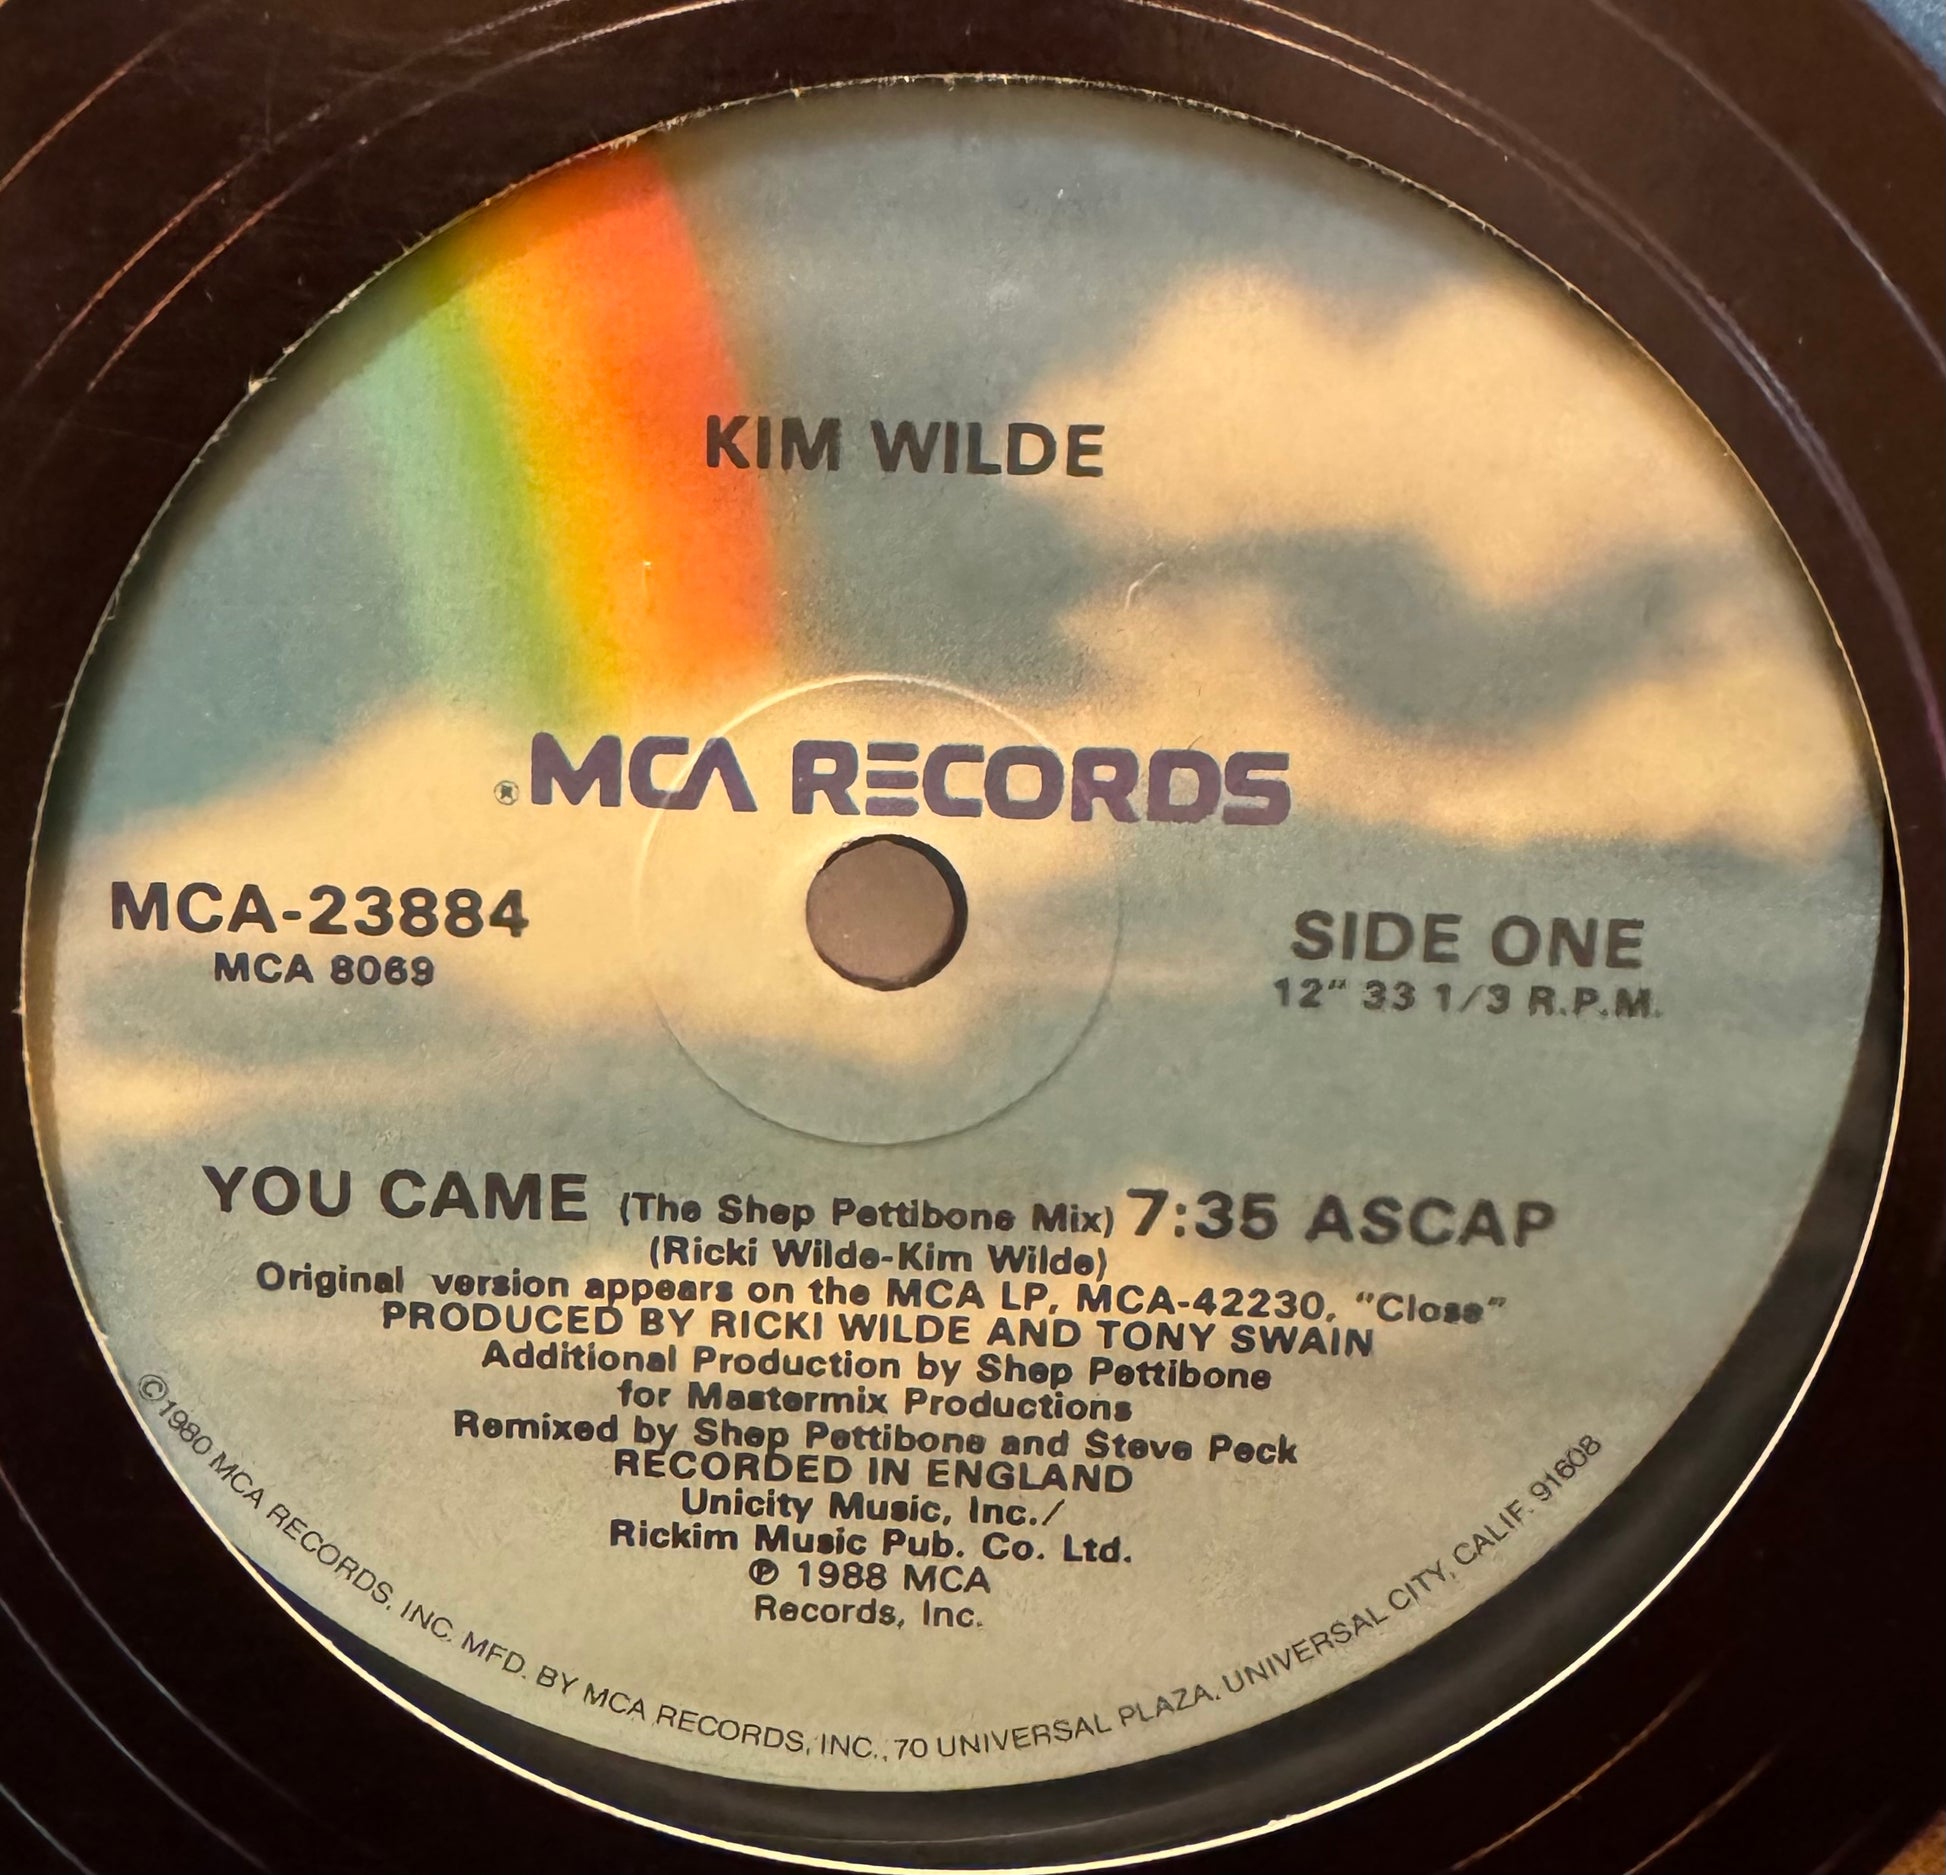 KIM WILDE
® MCA RECORDS
MCA-23884
MCA 8069
SIDE ONE
12" 33 1/3 R.P.M.
YOU CAME (The Shep Pettibone Mix) 7:35 ASCAP
(Ricki Wilde-Kim Wilde)
Original version appears on the MCA LP, MCA-42230, "Close"
PRODUCED BY RICKI WILDE AND TONY SWAIN
Additional Production by Shep Pettibone
for Mastermix Productions
Remixed by Shep Pettibone and Steve Peck
RECORDED IN ENGLAND
Unicity Music, Inc./
Rickim Music Pub. Co. Ltd.
℗ 1988 MCA
Records, Inc.
©1980 MCA RECORDS, INC. MFD. BY MCA RECORDS, INC., 70 UNIVERSAL PLAZA, UNIVERSAL CITY, CALIF. 91608